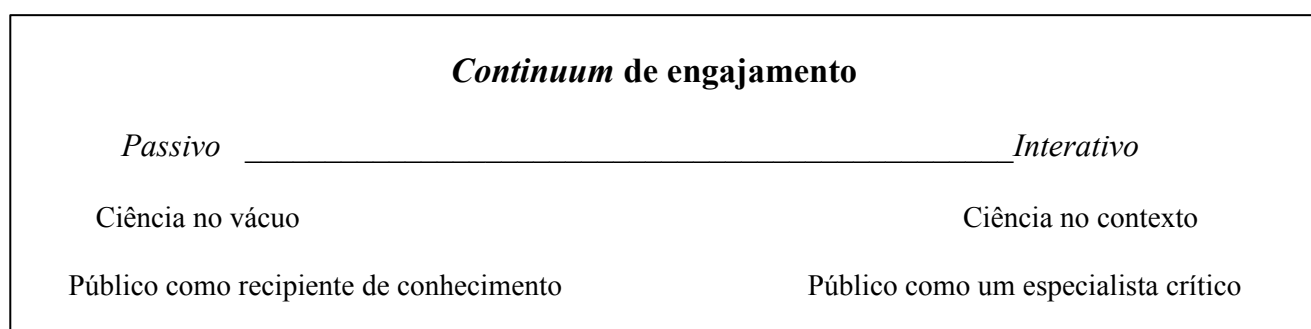 Continuum de engajamento
Passivo ________________________________________________Interativo
Ciência no vácuo Ciência no contexto
Público como recipiente de conhecimento Público como um especialista crítico